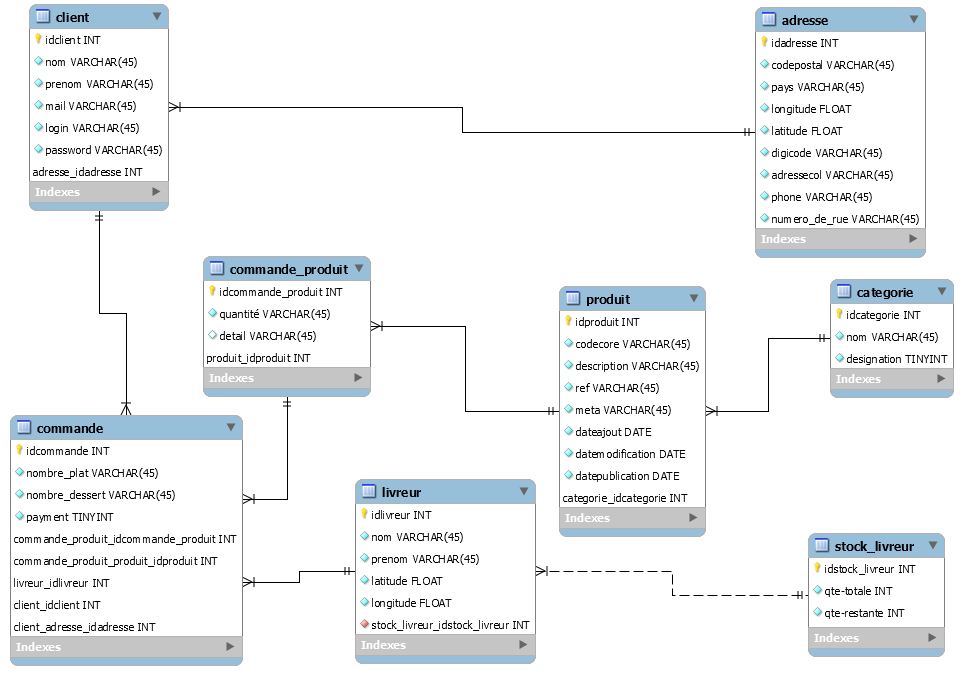 client
idclient INT
nom VARCHAR(45)
prenom VARCHAR(45)
mail VARCHAR(45)
login VARCHAR(45)
password VARCHAR(45)
adresse_idadresse INT
Indexes
adresse
idadresse INT
codepostal VARCHAR(45)
pays VARCHAR(45)
longitude FLOAT
latitude FLOAT
digicode VARCHAR(45)
adressecol VARCHAR(45)
phone VARCHAR(45)
numero_de_rue VARCHAR(45)
Indexes
commande_produit
idcommande_produit INT
quantité VARCHAR(45)
detail VARCHAR(45)
produit_idproduit INT
Indexes
produit
idproduit INT
codecore VARCHAR(45)
description VARCHAR(45)
ref VARCHAR(45)
meta VARCHAR(45)
dateajout DATE
datemodification DATE
datepublication DATE
categorie_idcategorie INT
Indexes
categorie
idcategorie INT
nom VARCHAR(45)
designation TINYINT
Indexes
commande
idcommande INT
nombre_plat VARCHAR(45)
nombre_dessert VARCHAR(45)
payment TINYINT
commande_produit_idcommande_produit INT
commande_produit_produit_idproduit INT
livreur_idlivreur INT
client_idclient INT
client_adresse_idadresse INT
Indexes
livreur
idlivreur INT
nom VARCHAR(45)
prenom VARCHAR(45)
latitude FLOAT
longitude FLOAT
stock_livreur_idstock_livreur INT
Indexes
stock_livreur
idstock_livreur INT
qte-totale INT
qte-restante INT
Indexes